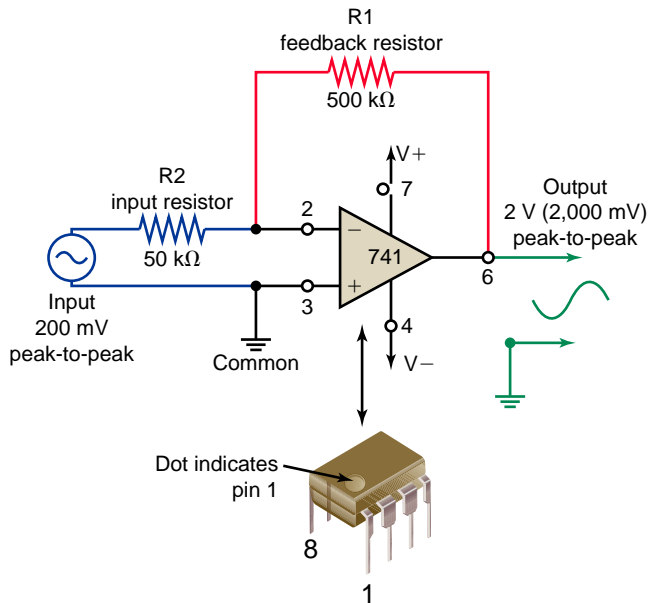 R1
feedback resistor
500 kΩ
V+
7
R2
input resistor
2
Output
2 V (2,000 mV)
peak-to-peak
−
741
50 kΩ
6
+
3
Input
200 mV
peak-to-peak
4
Common
V−
Dot indicates
pin 1
8
1